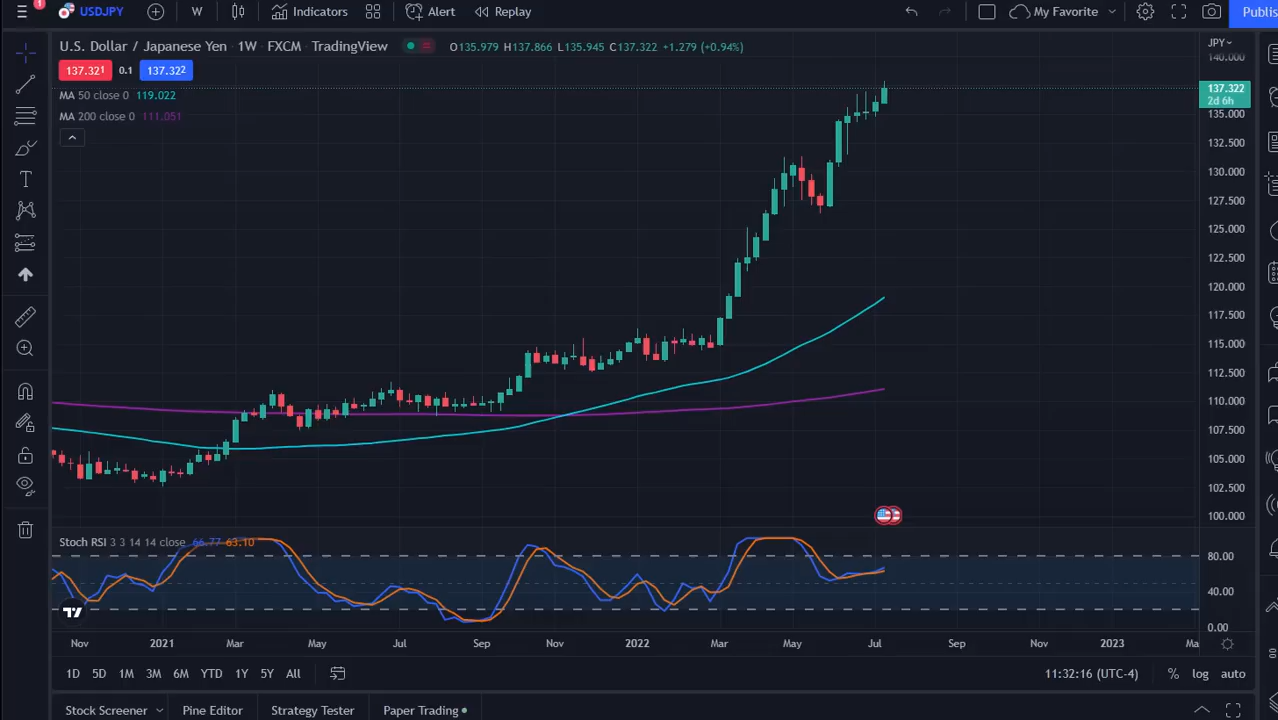 1 USDJPY W Indicators Alert Replay My Favorite Publis
U.S. Dollar / Japanese Yen · 1W · FXCM · TradingView O135.979 H137.866 L135.945 C137.322 +1.279 (+0.94%) JPY
137.321 0.1 137.322
MA 50 close 0 119.022
MA 200 close 0 111.051
140.000
137.322
2d 6h
135.000
132.500
130.000
127.500
125.000
122.500
120.000
117.500
115.000
112.500
110.000
107.500
105.000
102.500
100.000
Stoch RSI 3 3 14 14 close 66.77 63.10
80.00
40.00
0.00
Nov 2021 Mar May Jul Sep Nov 2022 Mar May Jul Sep Nov 2023 Ma
1D 5D 1M 3M 6M YTD 1Y 5Y All 11:32:16 (UTC-4) % log auto
Stock Screener Pine Editor Strategy Tester Paper Trading